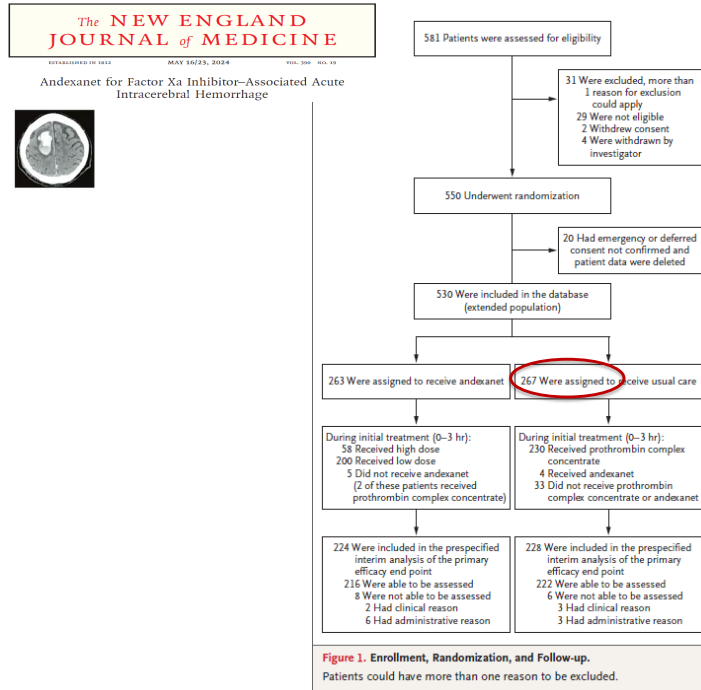 The NEW ENGLAND
JOURNAL of MEDICINE
ESTABLISHED IN 1812
MAY 16/23, 2024
VOL. 390 NO. 19
Andexanet for Factor Xa Inhibitor–Associated Acute
Intracerebral Hemorrhage
581 Patients were assessed for eligibility
31 Were excluded, more than
1 reason for exclusion
could apply
29 Were not eligible
2 Withdrew consent
4 Were withdrawn by
investigator
550 Underwent randomization
20 Had emergency or deferred
consent not confirmed and
patient data were deleted
530 Were included in the database
(extended population)
263 Were assigned to receive andexanet
267 Were assigned to receive usual care
During initial treatment (0–3 hr):
58 Received high dose
200 Received low dose
5 Did not receive andexanet
(2 of these patients received
prothrombin complex concentrate)
During initial treatment (0–3 hr):
230 Received prothrombin complex
concentrate
4 Received andexanet
33 Did not receive prothrombin
complex concentrate or andexanet
224 Were included in the prespecified
interim analysis of the primary
efficacy end point
216 Were able to be assessed
8 Were not able to be assessed
2 Had clinical reason
6 Had administrative reason
228 Were included in the prespecified
interim analysis of the primary
efficacy end point
222 Were able to be assessed
6 Were not able to be assessed
3 Had clinical reason
3 Had administrative reason
Figure 1. Enrollment, Randomization, and Follow-up.
Patients could have more than one reason to be excluded.